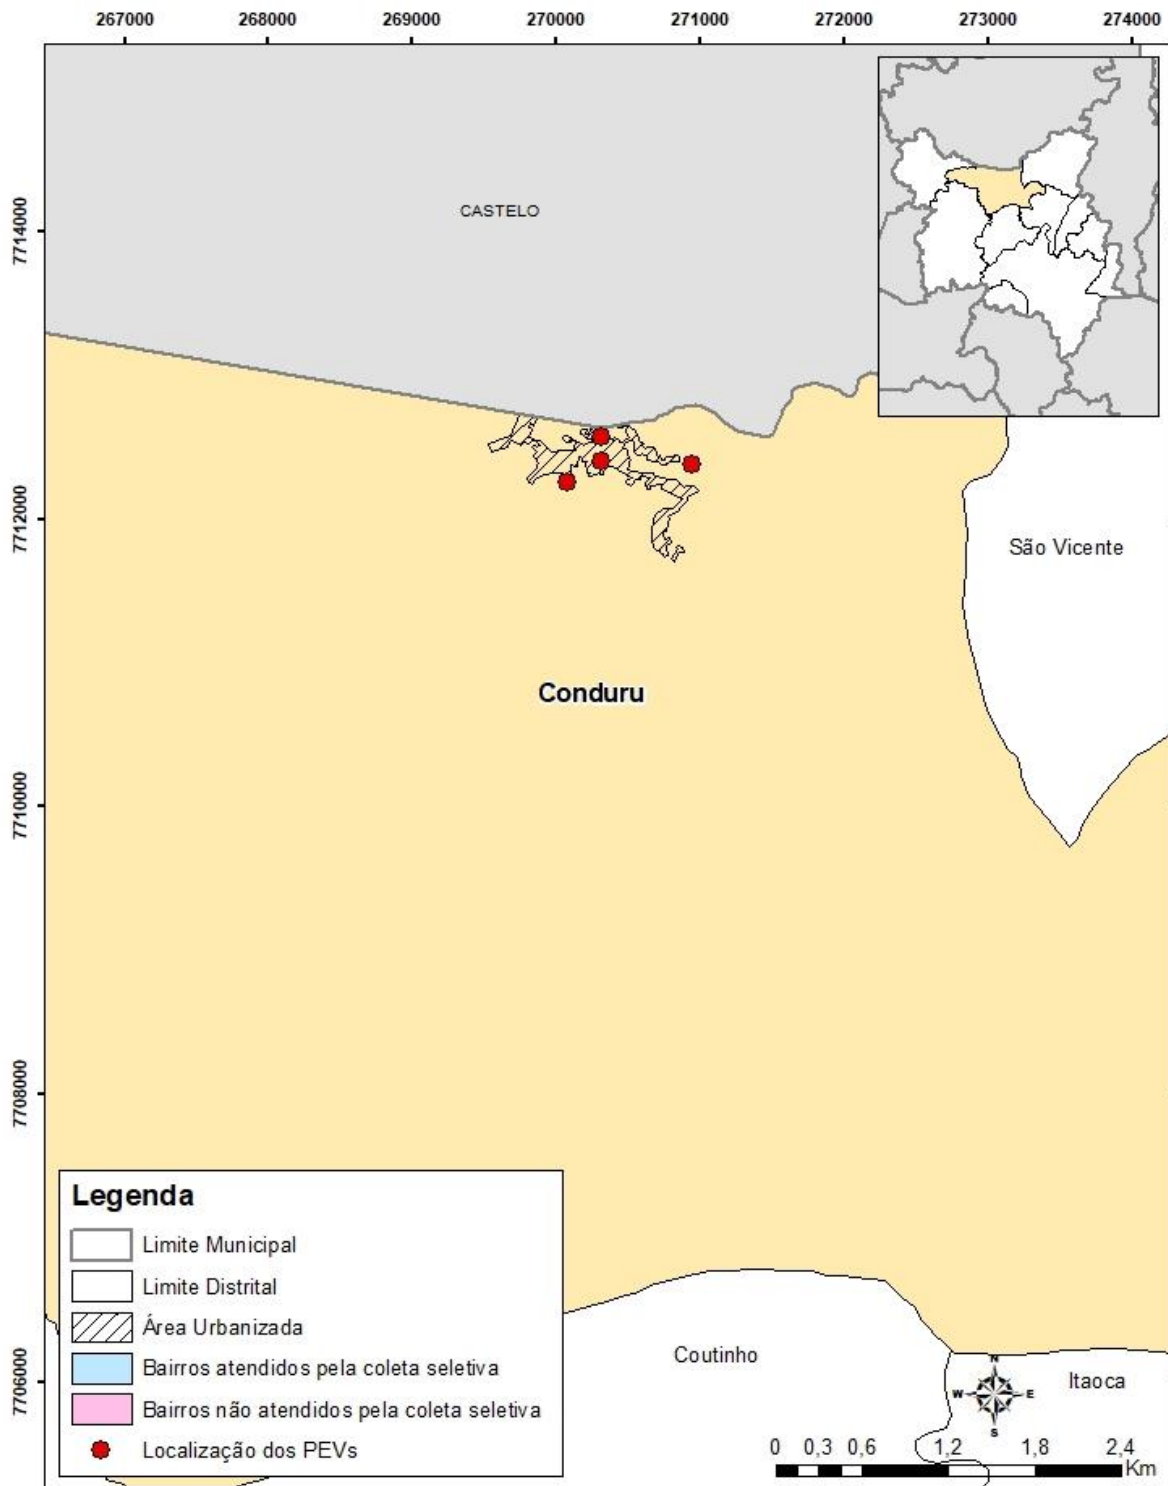 267000 268000 269000 270000 271000 272000 273000 274000
7714000
CASTELO
7712000
São Vicente
Conduru
7710000
7708000
Legenda
Limite Municipal
Limite Distrital
Área Urbanizada
Bairros atendidos pela coleta seletiva
Bairros não atendidos pela coleta seletiva
Localização dos PEVs
7706000
Coutinho
Itaoca
N
W E
S
0 0,3 0,6 1,2 1,8 2,4
Km